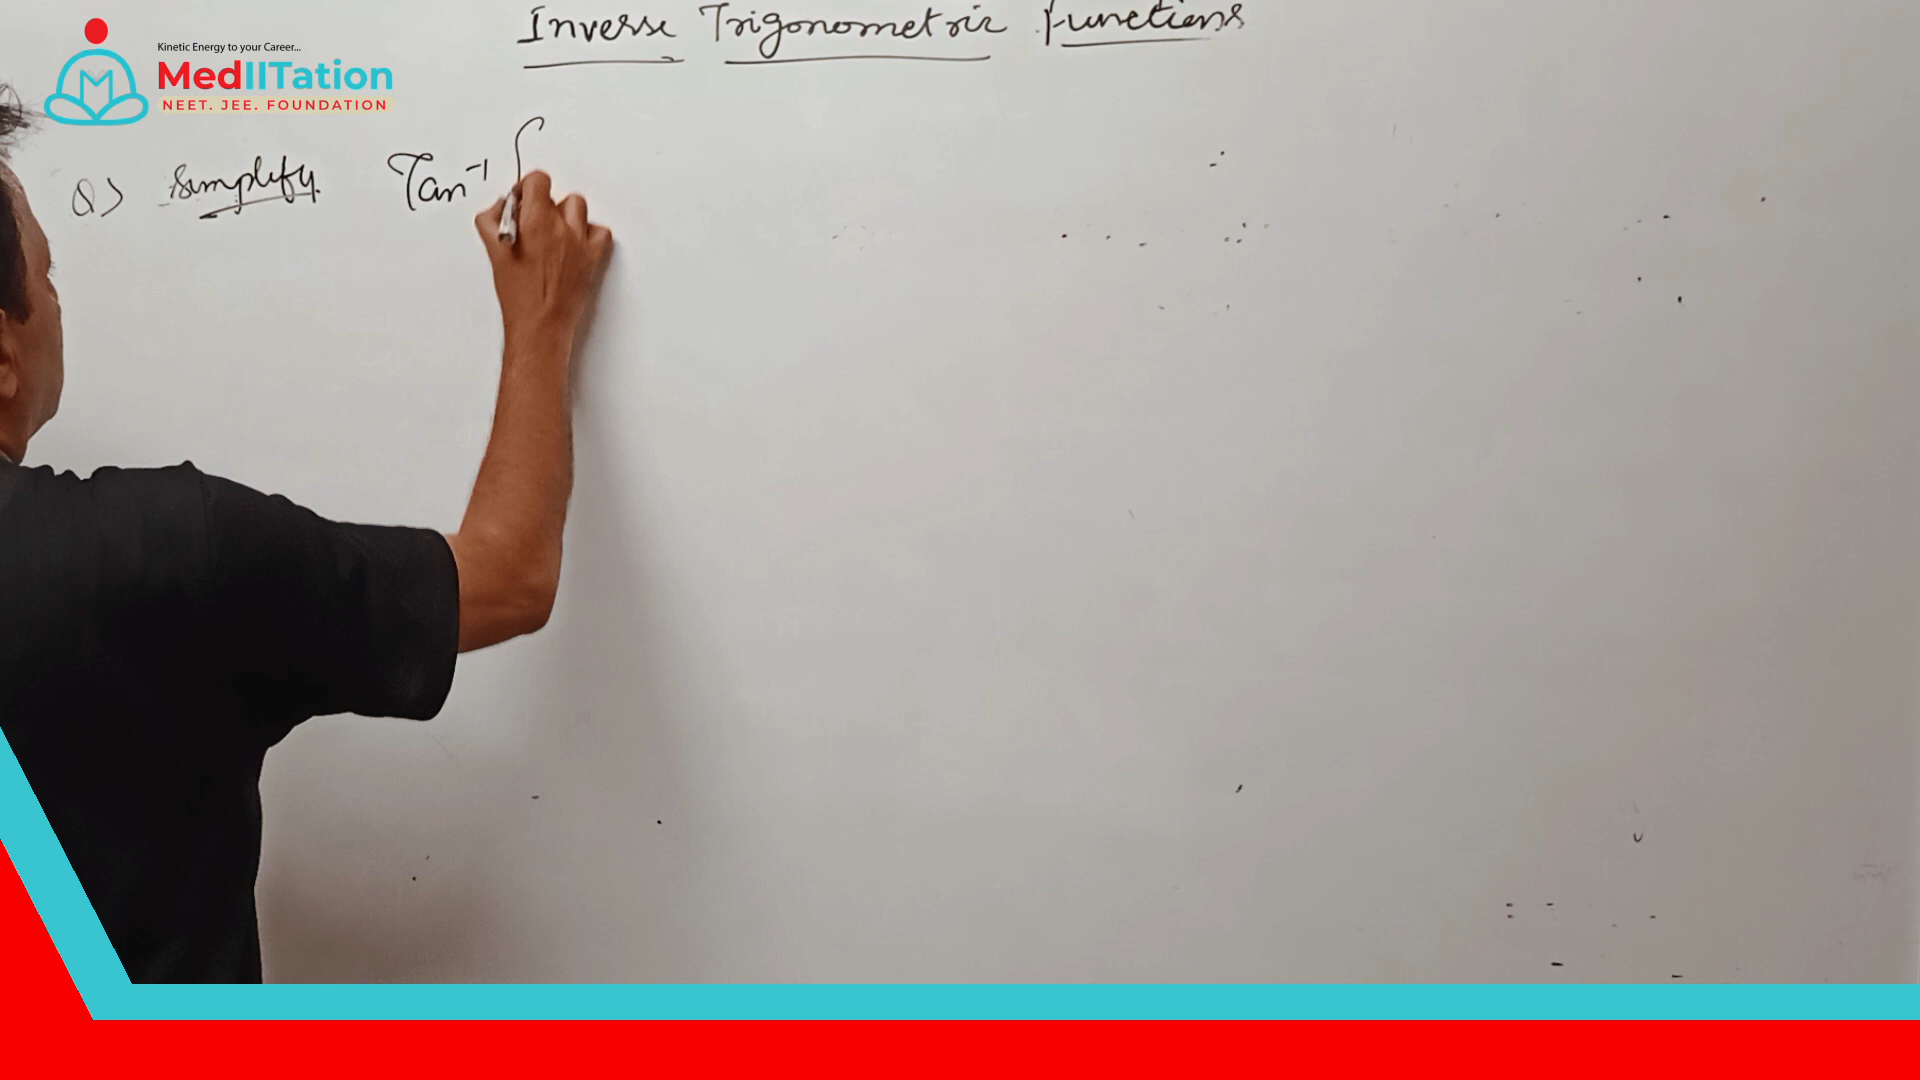 Inverse Trigonometric Functions
Kinetic Energy to your Career...
MedIITation
NEET. JEE. FOUNDATION
Q) Simplify Tan⁻¹